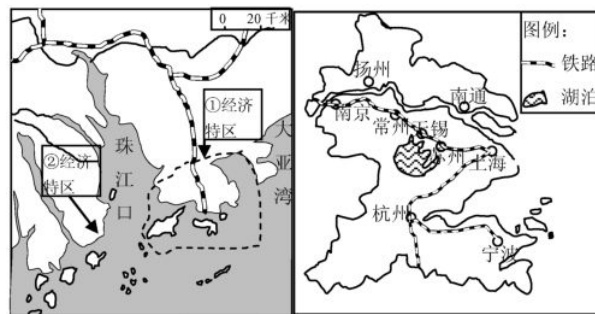 0 20 千米
①经济
特区
②经济
特区
珠江口
大亚湾
图例：
铁路
湖泊
扬州
南通
南京
常州
无锡
苏州
上海
杭州
宁波